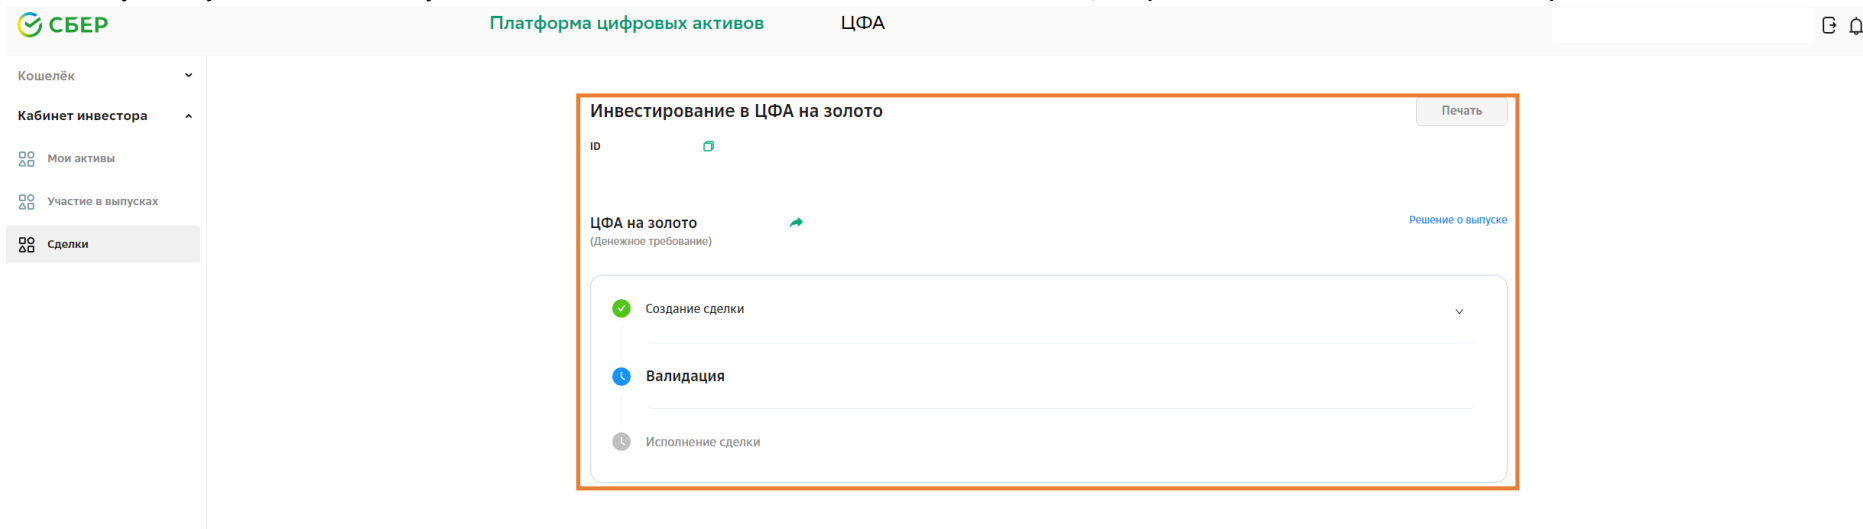 СБЕР
Платформа цифровых активов ЦФА
Кошелёк
Кабинет инвестора
Мои активы
Участие в выпусках
Сделки
Инвестирование в ЦФА на золото
Печать
ID
ЦФА на золото
(Денежное требование)
Решение о выпуске
Создание сделки
Валидация
Исполнение сделки